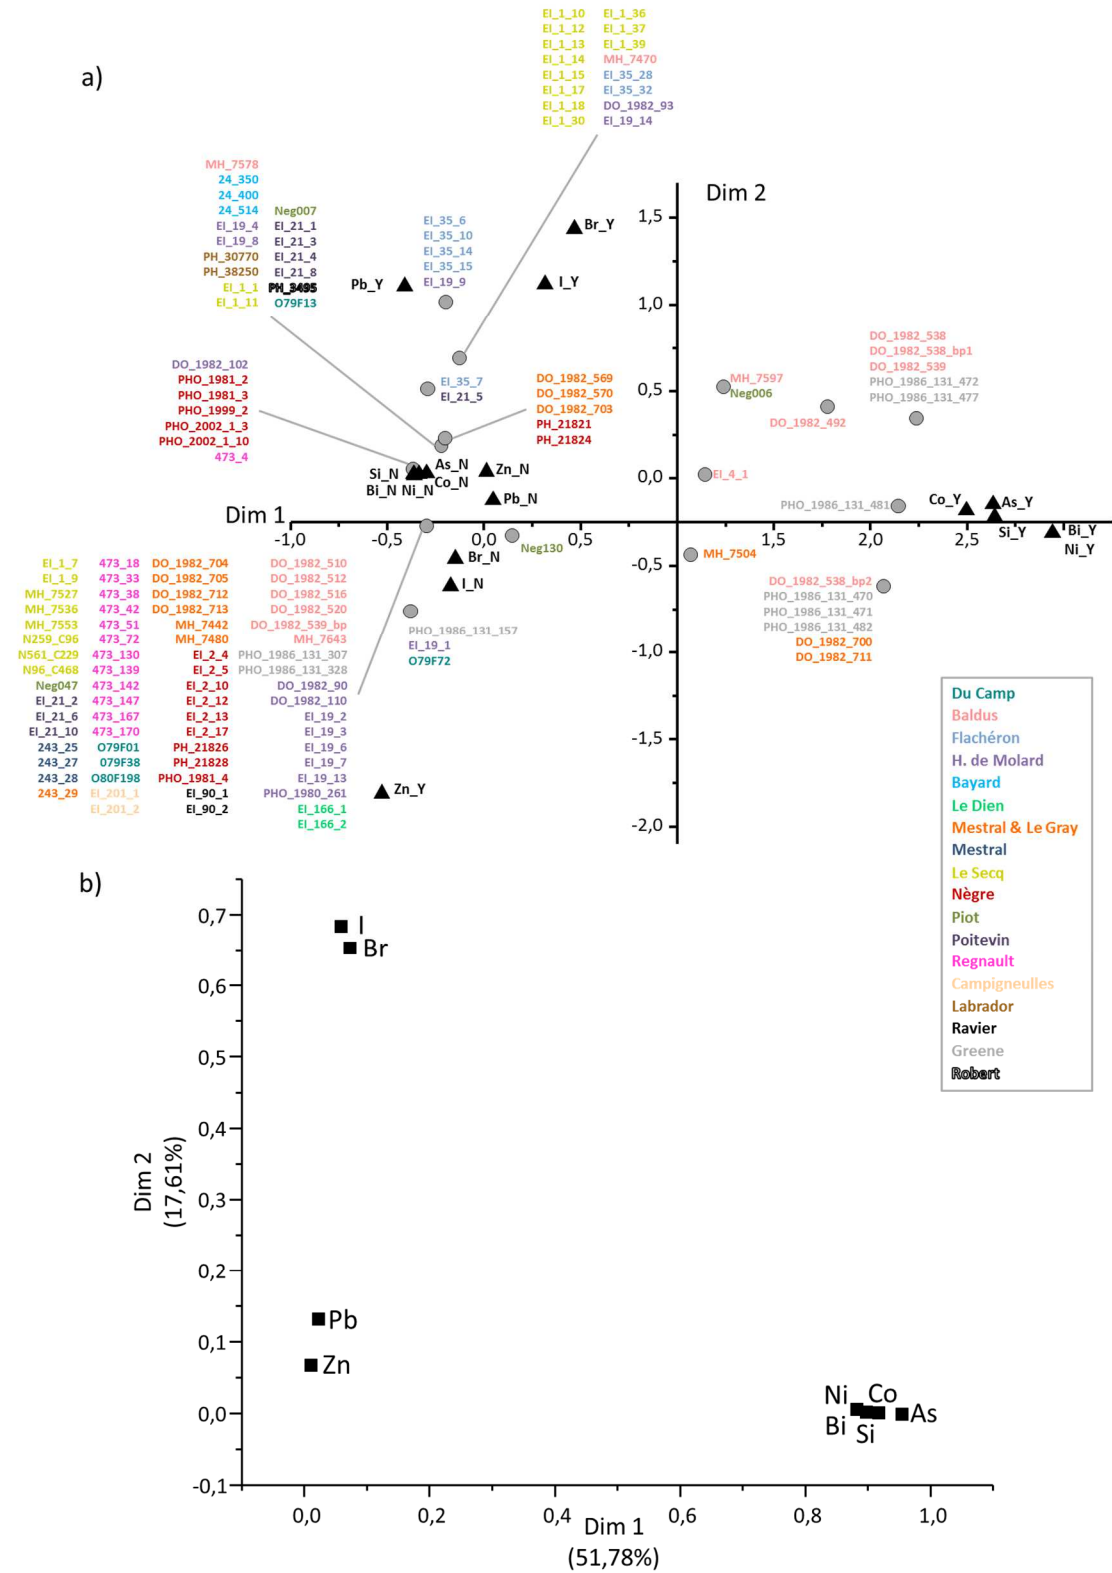 a)
EI_1_10 EI_1_36
EI_1_12 EI_1_37
EI_1_13 EI_1_39
EI_1_14 MH_7470
EI_1_15 EI_35_28
EI_1_17 EI_35_32
EI_1_18 DO_1982_93
EI_1_30 EI_19_14
MH_7578
24_350
24_400
24_514 Neg007
EI_19_4 EI_21_1
EI_19_8 EI_21_3
PH_30770 EI_21_4
PH_38250 EI_21_8
EI_1_1 PH_3495
EI_1_11 O79F13
EI_35_6
EI_35_10
EI_35_14
EI_35_15
EI_19_9
Dim 2
Br_Y
I_Y
Pb_Y
1,5
1,0
0,5
0,0
-0,5
-1,0
-1,5
-2,0
DO_1982_102
PHO_1981_2
PHO_1981_3
PHO_1999_2
PHO_2002_1_3
PHO_2002_1_10
473_4
EI_35_7
EI_21_5
DO_1982_569
DO_1982_570
DO_1982_703
PH_21821
PH_21824
MH_7597
Neg006
DO_1982_492
DO_1982_538
DO_1982_538_bp1
DO_1982_539
PHO_1986_131_472
PHO_1986_131_477
EI_4_1
PHO_1986_131_481
Co_Y
As_Y
Si_Y
Bi_Y
Ni_Y
Si_N
As_N
Co_N
Bi_N Ni_N
Zn_N
Pb_N
Dim 1
-1,0 -0,5 0,0 0,5 1,5 2,0 2,5
Neg130
Br_N
I_N
PHO_1986_131_157
EI_19_1
O79F72
MH_7504
DO_1982_538_bp2
PHO_1986_131_470
PHO_1986_131_471
PHO_1986_131_482
DO_1982_700
DO_1982_711
EI_1_7 473_18 DO_1982_704 DO_1982_510
EI_1_9 473_33 DO_1982_705 DO_1982_512
MH_7527 473_38 DO_1982_712 DO_1982_516
MH_7536 473_42 DO_1982_713 DO_1982_520
MH_7553 473_51 MH_7442 DO_1982_539_bp
N259_C96 473_72 MH_7480 MH_7643
N561_C229 473_130 EI_2_4 PHO_1986_131_307
N96_C468 473_139 EI_2_5 PHO_1986_131_328
Neg047 473_142 EI_2_10 DO_1982_90
EI_21_2 473_147 EI_2_12 DO_1982_110
EI_21_6 473_167 EI_2_13 EI_19_2
EI_21_10 473_170 EI_2_17 EI_19_3
243_25 O79F01 PH_21826 EI_19_6
243_27 079F38 PH_21828 EI_19_7
243_28 O80F198 PHO_1981_4 EI_19_13
243_29 EI_201_1 EI_90_1 PHO_1980_261
EI_201_2 EI_90_2 EI_166_1
EI_166_2
Zn_Y
Du Camp
Baldus
Flachéron
H. de Molard
Bayard
Le Dien
Mestral & Le Gray
Mestral
Le Secq
Nègre
Piot
Poitevin
Regnault
Campigneulles
Labrador
Ravier
Greene
Robert
b)
0,7
0,6
0,5
0,4
0,3
0,2
0,1
0,0
-0,1
Dim 2
(17,61%)
I
Br
Pb
Zn
Ni Co
As
Bi Si
0,0 0,2 0,4 0,6 0,8 1,0
Dim 1
(51,78%)